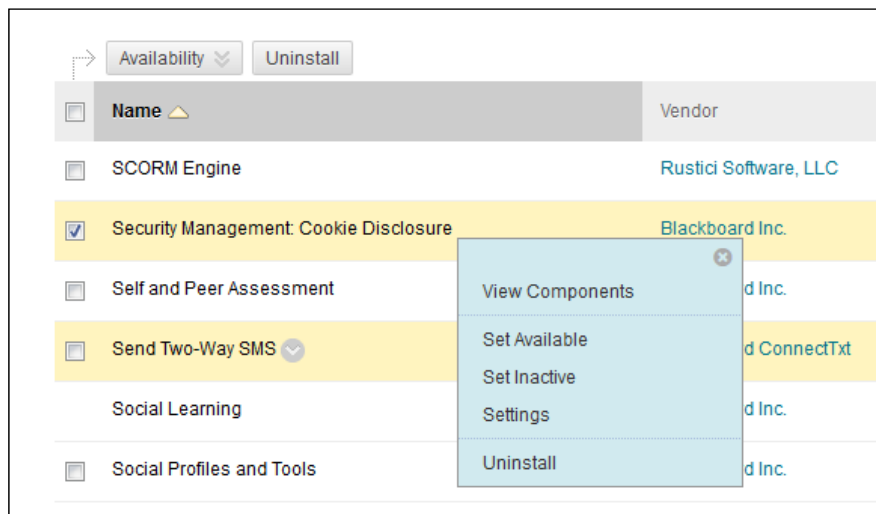 Availability Uninstall
Name Vendor
SCORM Engine Rustici Software, LLC
Security Management: Cookie Disclosure Blackboard Inc.
View Components
Self and Peer Assessment d Inc.
Set Available
Send Two-Way SMS d ConnectTxt
Set Inactive
Social Learning Settings d Inc.
Uninstall
Social Profiles and Tools d Inc.